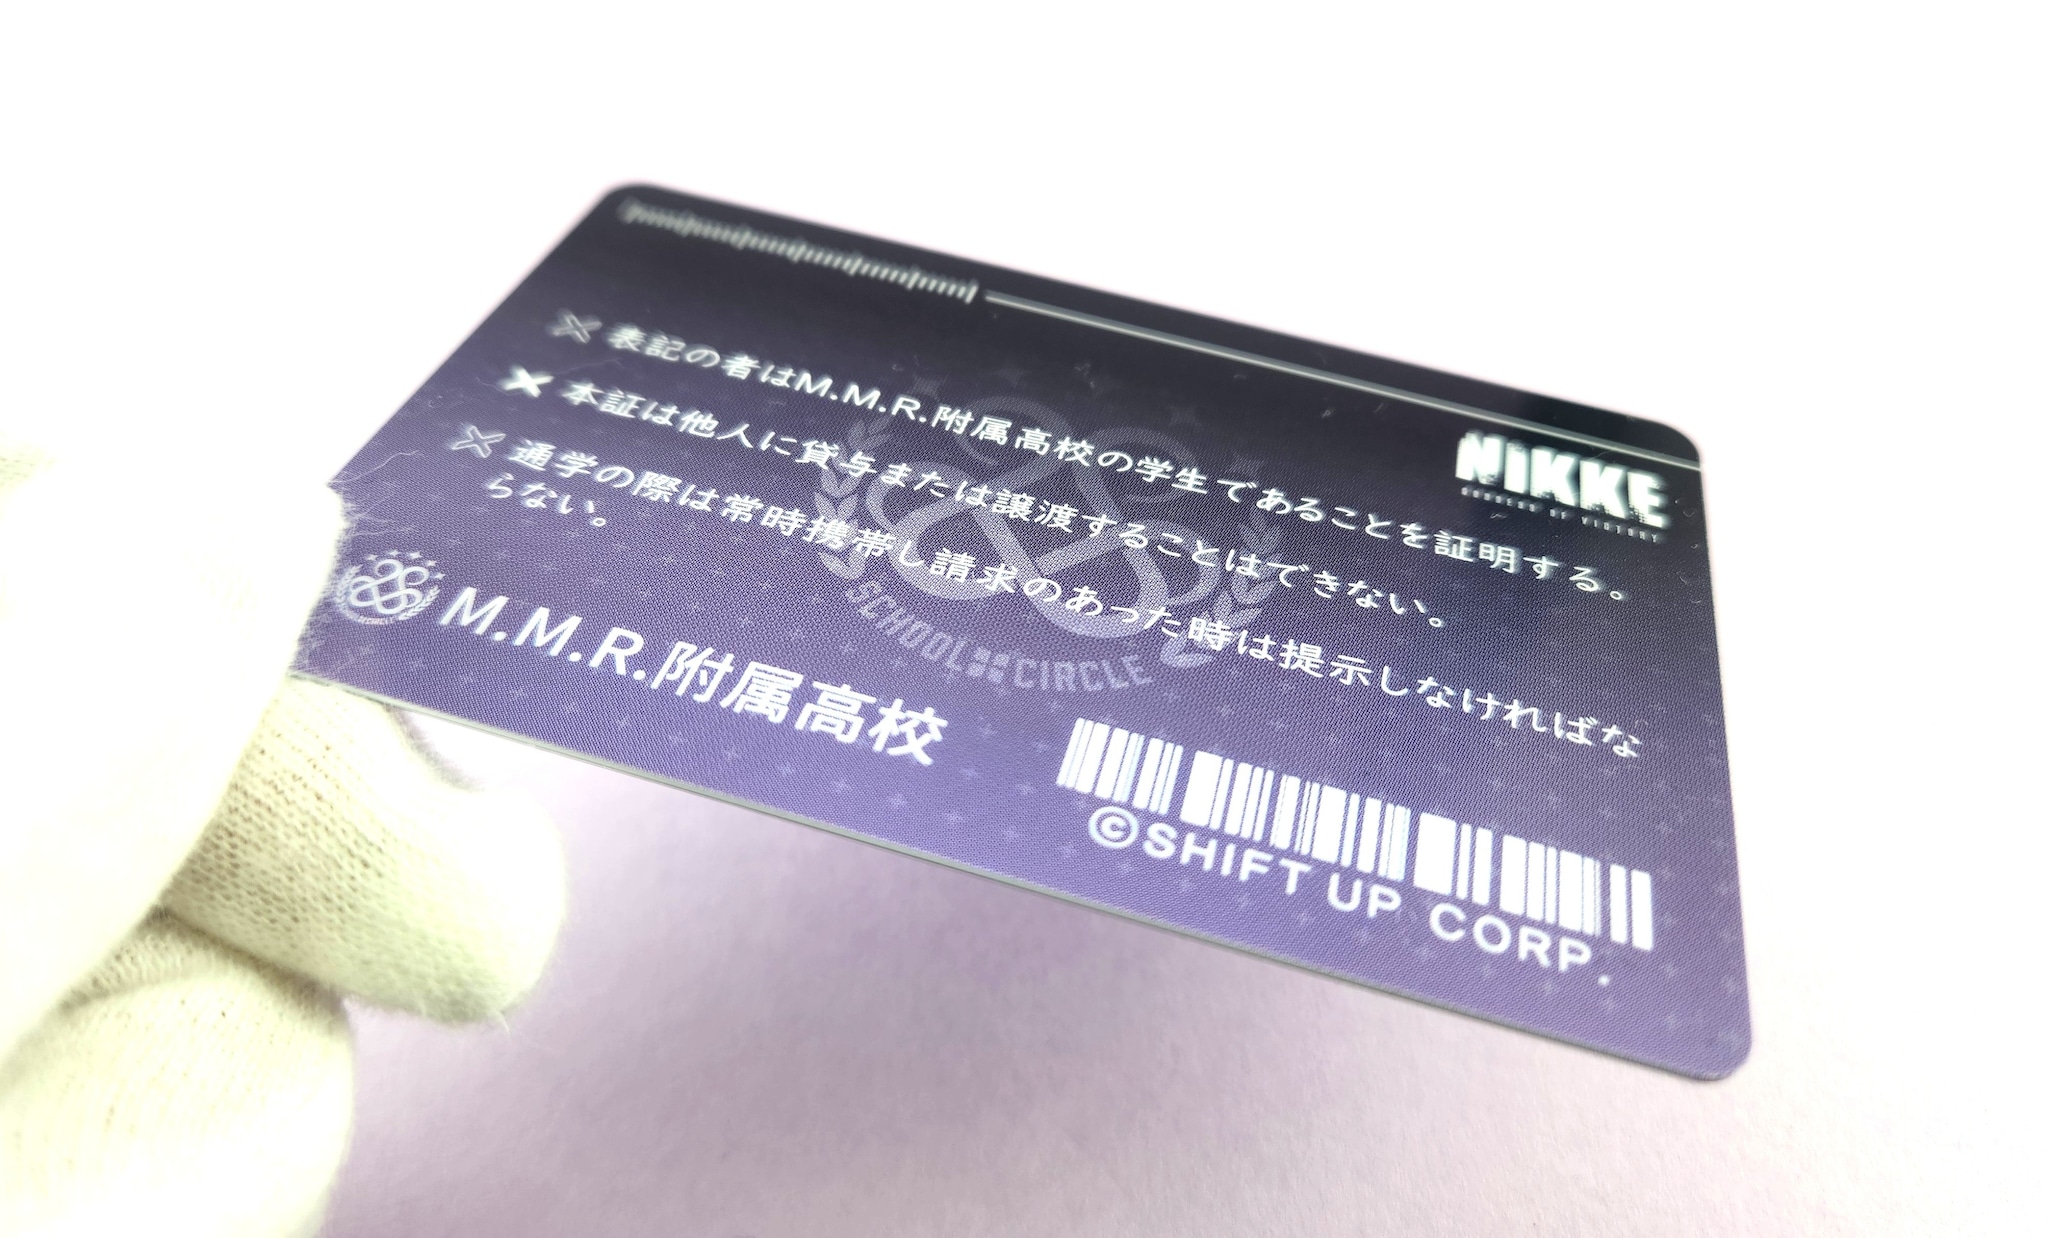 NIKKE
GODDESS OF VICTORY
表記の者はM.M.R.附属高校の学生であることを証明する。
本証は他人に貸与または譲渡することはできない。
通学の際は常時携帯し請求のあった時は提示しなければな
らない。
SCHOOL CIRCLE
M.M.R.附属高校
©SHIFT UP CORP.